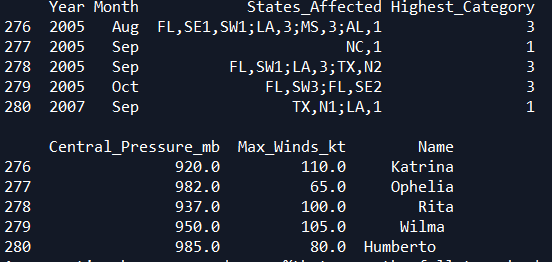 Year Month States_Affected Highest_Category
276 2005 Aug FL,SE1,SW1;LA,3;MS,3;AL,1 3
277 2005 Sep NC,1 1
278 2005 Sep FL,SW1;LA,3;TX,N2 3
279 2005 Oct FL,SW3;FL,SE2 3
280 2007 Sep TX,N1;LA,1 1
Central_Pressure_mb Max_Winds_kt Name
276 920.0 110.0 Katrina
277 982.0 65.0 Ophelia
278 937.0 100.0 Rita
279 950.0 105.0 Wilma
280 985.0 80.0 Humberto